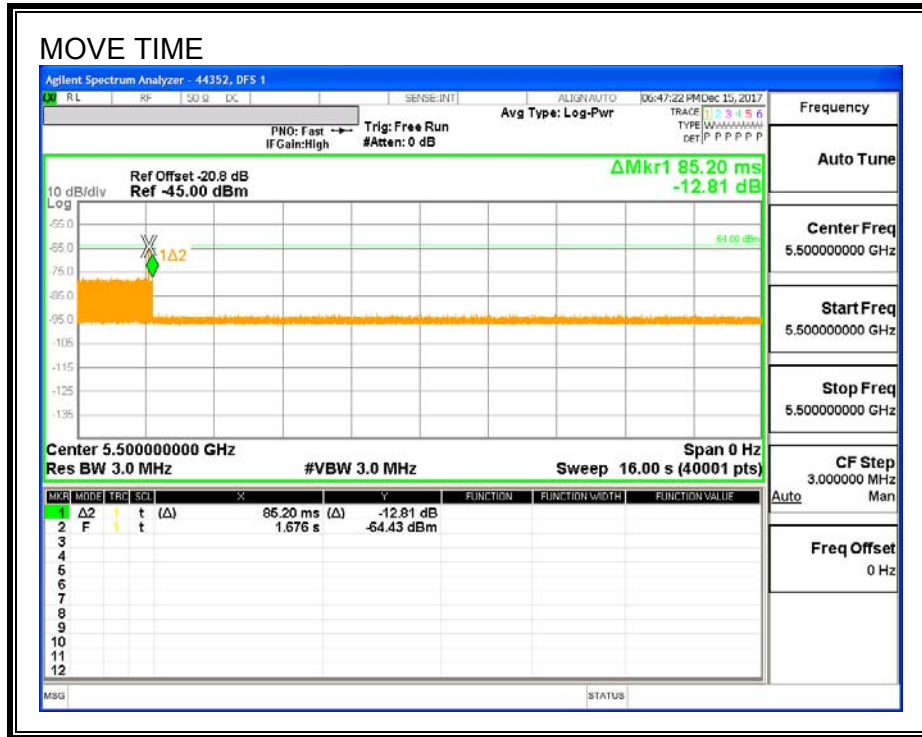 MOVE TIME
Agilent Spectrum Analyzer - 44352, DFS 1
RL RF 50 Ω DC SENSE:INT ALIGN AUTO 06:47:22 PM Dec 15, 2017
Avg Type: Log-Pwr TRACE 1 2 3 4 5 6
PNO: Fast Trig: Free Run TYPE W
IFGain:High #Atten: 0 dB DET P P P P P P
ΔMkr1 85.20 ms
-12.81 dB
Ref Offset -20.8 dB
10 dB/div Ref -45.00 dBm
Log
-55.0
-64.00 dBm
-65.0
1Δ2
-75.0
-85.0
-95.0
-105
-115
-125
-135
Center 5.500000000 GHz Span 0 Hz
Res BW 3.0 MHz #VBW 3.0 MHz Sweep 16.00 s (40001 pts)
MKR MODE TRC SCL X Y FUNCTION FUNCTION WIDTH FUNCTION VALUE
1 Δ2 1 t (Δ) 85.20 ms (Δ) -12.81 dB
2 F 1 t 1.676 s -64.43 dBm
3
4
5
6
7
8
9
10
11
12
MSG STATUS
Frequency
Auto Tune
Center Freq
5.500000000 GHz
Start Freq
5.500000000 GHz
Stop Freq
5.500000000 GHz
CF Step
3.000000 MHz
Auto Man
Freq Offset
0 Hz